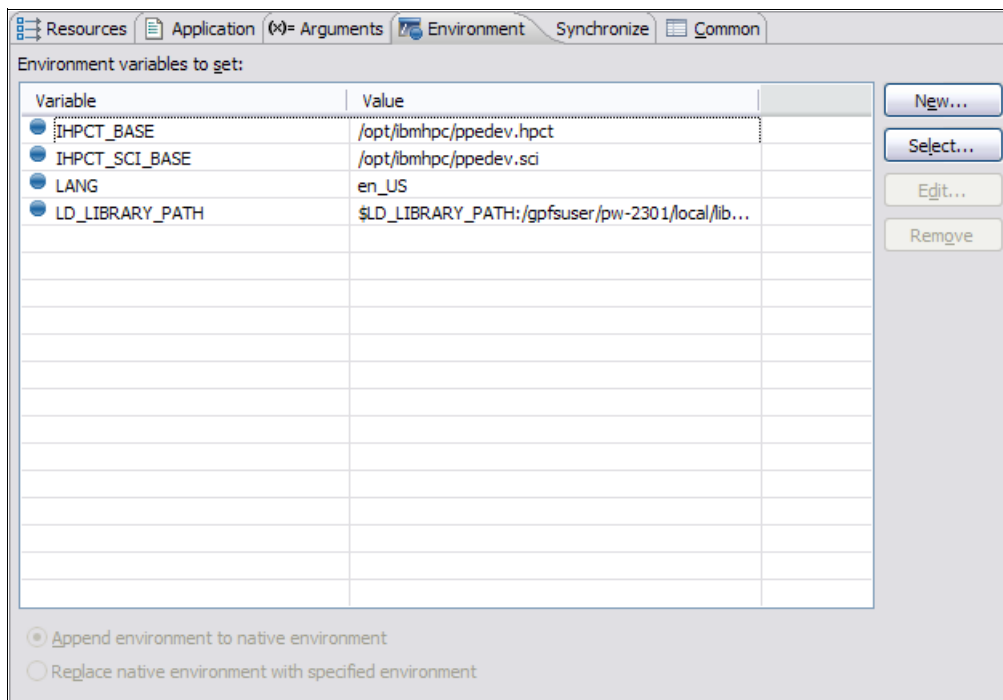 Resources Application (x)= Arguments Environment Synchronize Common
Environment variables to set:
Variable Value
IHPCT_BASE /opt/ibmhpc/ppedev.hpct
IHPCT_SCI_BASE /opt/ibmhpc/ppedev.sci
LANG en_US
LD_LIBRARY_PATH $LD_LIBRARY_PATH:/gpfsuser/pw-2301/local/lib...
New...
Select...
Edit...
Remove
Append environment to native environment
Replace native environment with specified environment